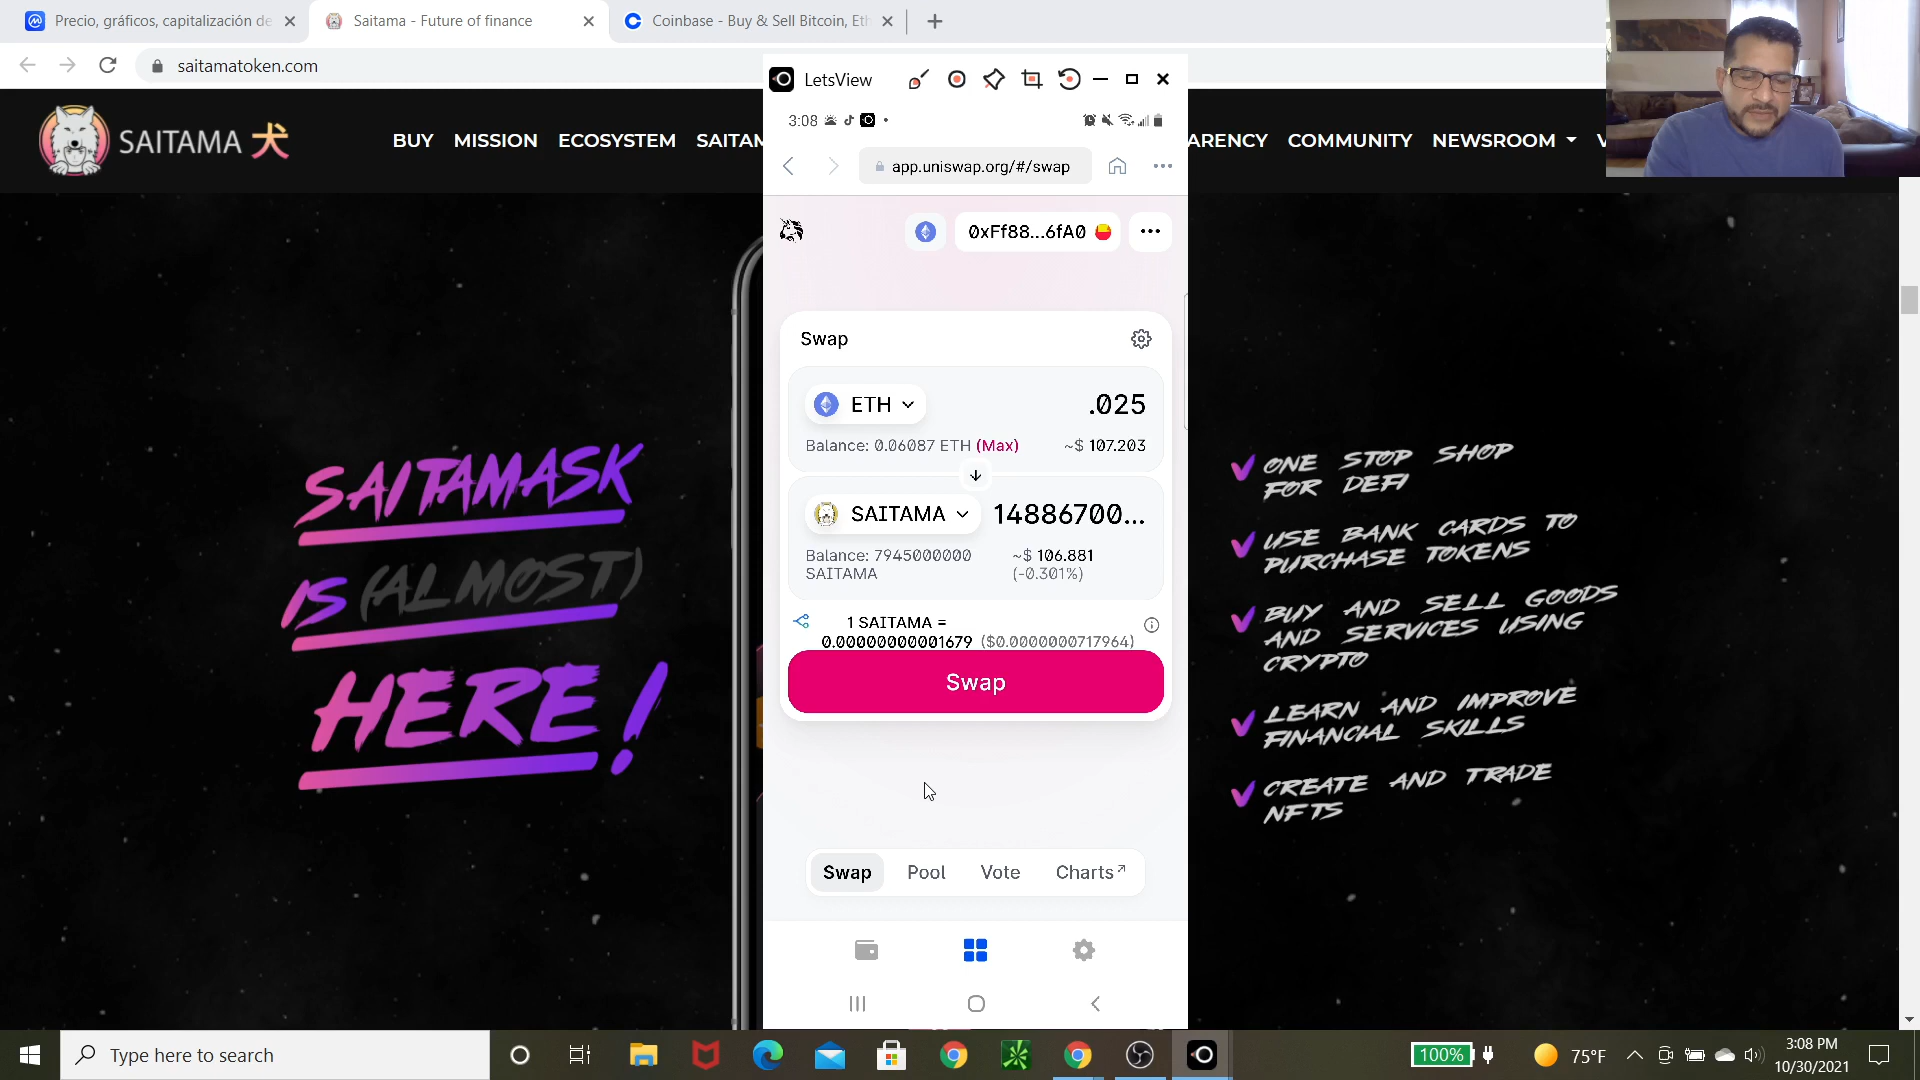 Precio, gráficos, capitalización de
Saitama - Future of finance
Coinbase - Buy & Sell Bitcoin, Eth
saitamatoken.com
SAITAMA 犬
BUY MISSION ECOSYSTEM SAITAM
ARENCY COMMUNITY NEWSROOM
LetsView
3:08
app.uniswap.org/#/swap
0xFf88...6fA0
Swap
ETH .025
Balance: 0.06087 ETH (Max) ~$ 107.203
SAITAMA 14886700...
Balance: 7945000000 ~$ 106.881
SAITAMA (-0.301%)
1 SAITAMA =
0.00000000001679 ($0.0000000717964)
Swap
Swap Pool Vote Charts↗
SAITAMASK
IS (ALMOST)
HERE!
ONE STOP SHOP
FOR DEFI
USE BANK CARDS TO
PURCHASE TOKENS
BUY AND SELL GOODS
AND SERVICES USING
CRYPTO
LEARN AND IMPROVE
FINANCIAL SKILLS
CREATE AND TRADE
NFTS
Type here to search
100%
75°F
3:08 PM
10/30/2021